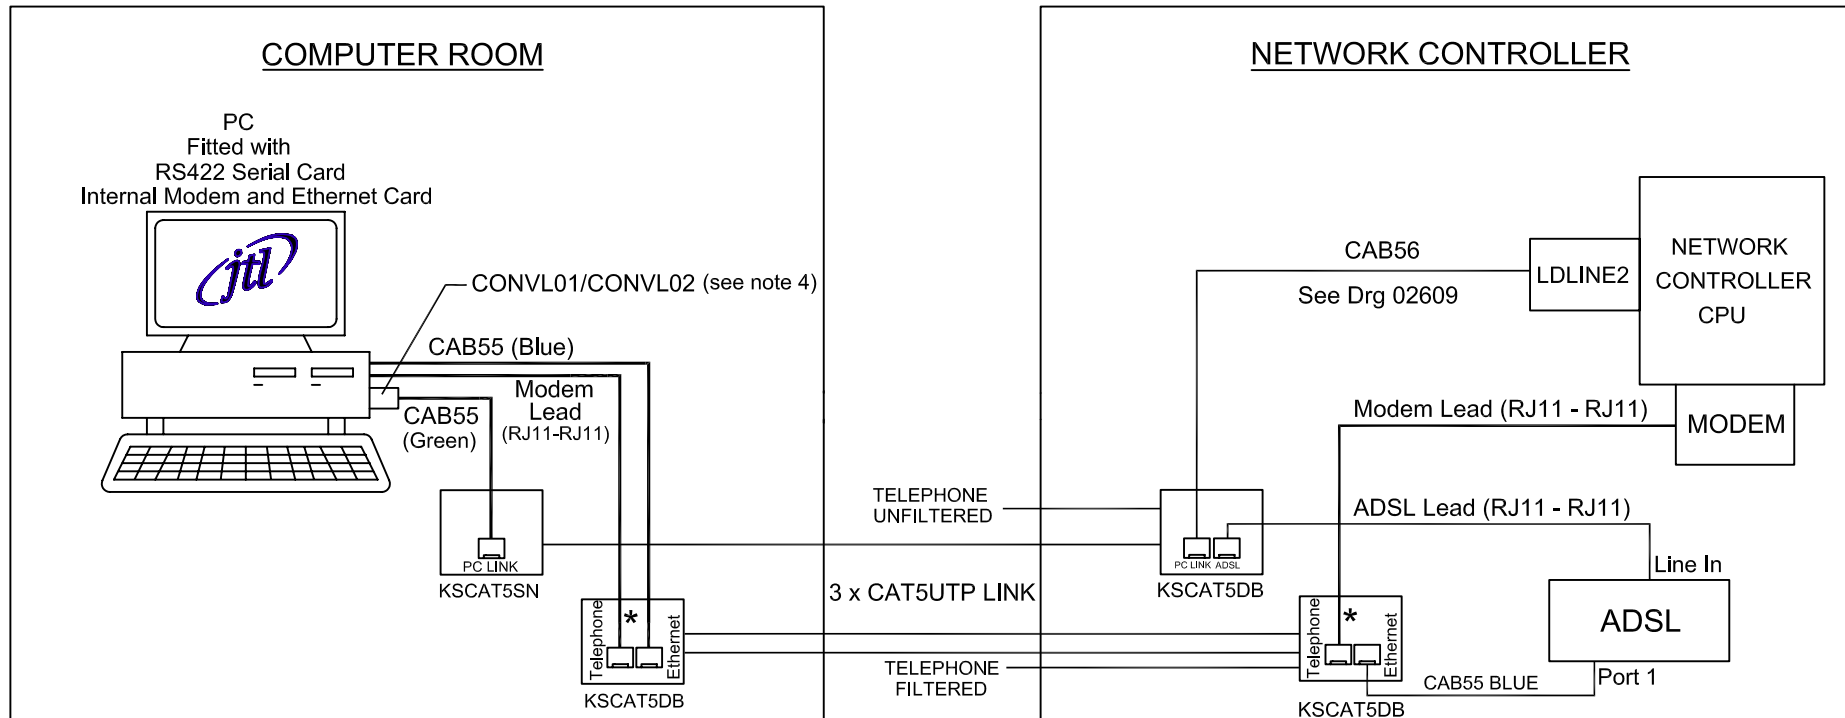 COMPUTER ROOM
PC
Fitted with
RS422 Serial Card
Internal Modem and Ethernet Card
jtl
CONVL01/CONVL02 (see note 4)
CAB55 (Blue)
Modem
Lead
(RJ11-RJ11)
CAB55
(Green)
PC LINK
KSCAT5SN
Telephone
*
Ethernet
KSCAT5DB
TELEPHONE
UNFILTERED
3 x CAT5UTP LINK
TELEPHONE
FILTERED
NETWORK CONTROLLER
CAB56
See Drg 02609
LDLINE2
NETWORK
CONTROLLER
CPU
Modem Lead (RJ11 - RJ11)
MODEM
ADSL Lead (RJ11 - RJ11)
PC LINK ADSL
KSCAT5DB
Line In
ADSL
Port 1
Telephone
*
Ethernet
CAB55 BLUE
KSCAT5DB